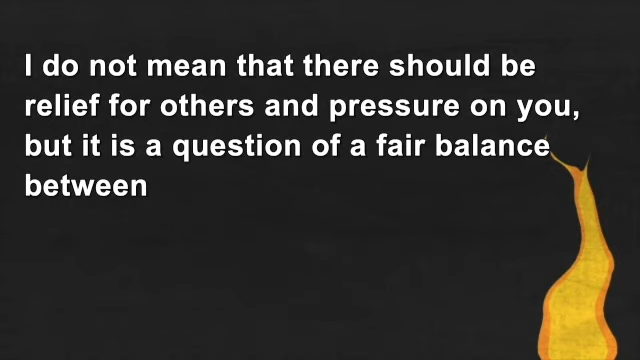 I do not mean that there should be
relief for others and pressure on you,
but it is a question of a fair balance
between